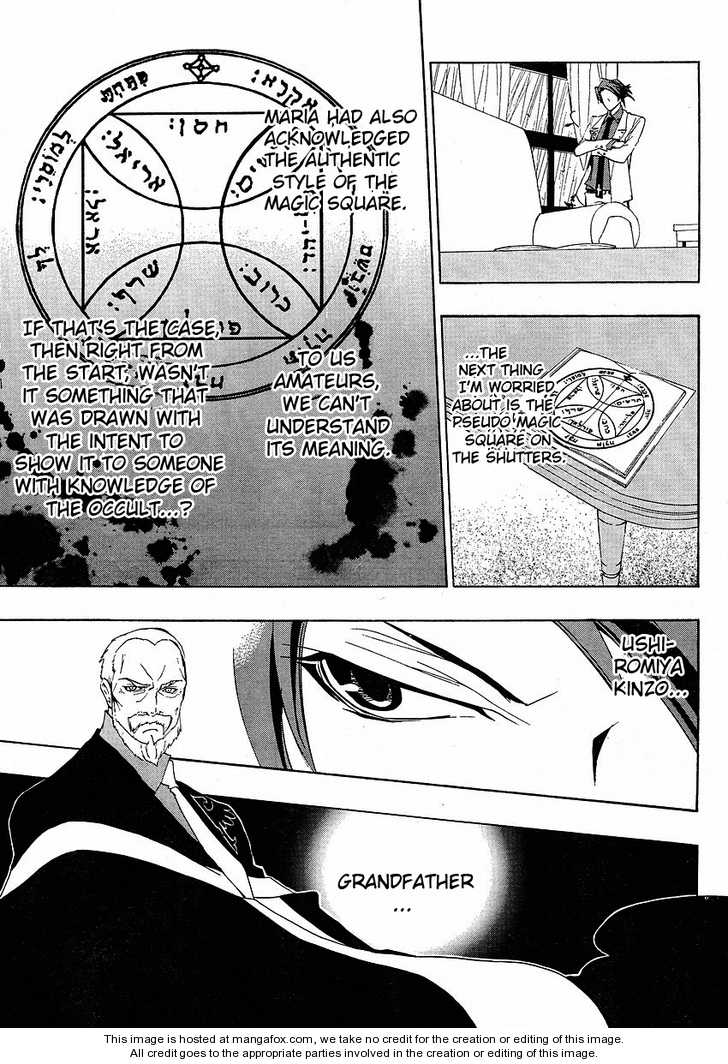 ...THE
NEXT THING
I'M WORRIED
ABOUT IS THE
PSEUDO MAGIC
SQUARE ON
THE SHUTTERS.
MARIA HAD ALSO
ACKNOWLEDGED
THE AUTHENTIC
STYLE OF THE
MAGIC SQUARE.
חסן
אריאל:
שרף:
כרוב:
TO US
AMATEURS,
WE CAN'T
UNDERSTAND
ITS MEANING.
IF THAT'S THE CASE,
THEN RIGHT FROM
THE START, WASN'T
IT SOMETHING THAT
WAS DRAWN WITH
THE INTENT TO
SHOW IT TO SOMEONE
WITH KNOWLEDGE OF
THE OCCULT...?
USHI-
ROMIYA
KINZO...
GRANDFATHER
...
This image is hosted at mangafox.com, we take no credit for the creation or editing of this image.
All credit goes to the appropriate parties involved in the creation or editing of this image.